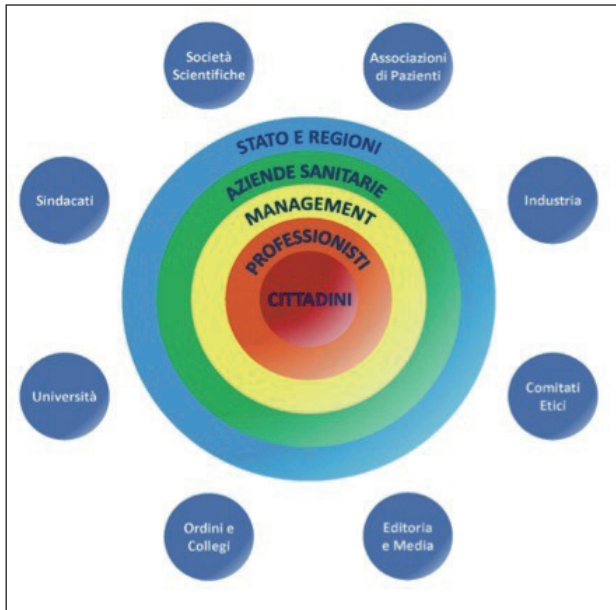 Società
Scientifiche
Associazioni
di Pazienti
STATO E REGIONI
AZIENDE SANITARIE
Sindacati
MANAGEMENT
Industria
PROFESSIONISTI
CITTADINI
Università
Comitati
Etici
Ordini e
Collegi
Editoria
e Media